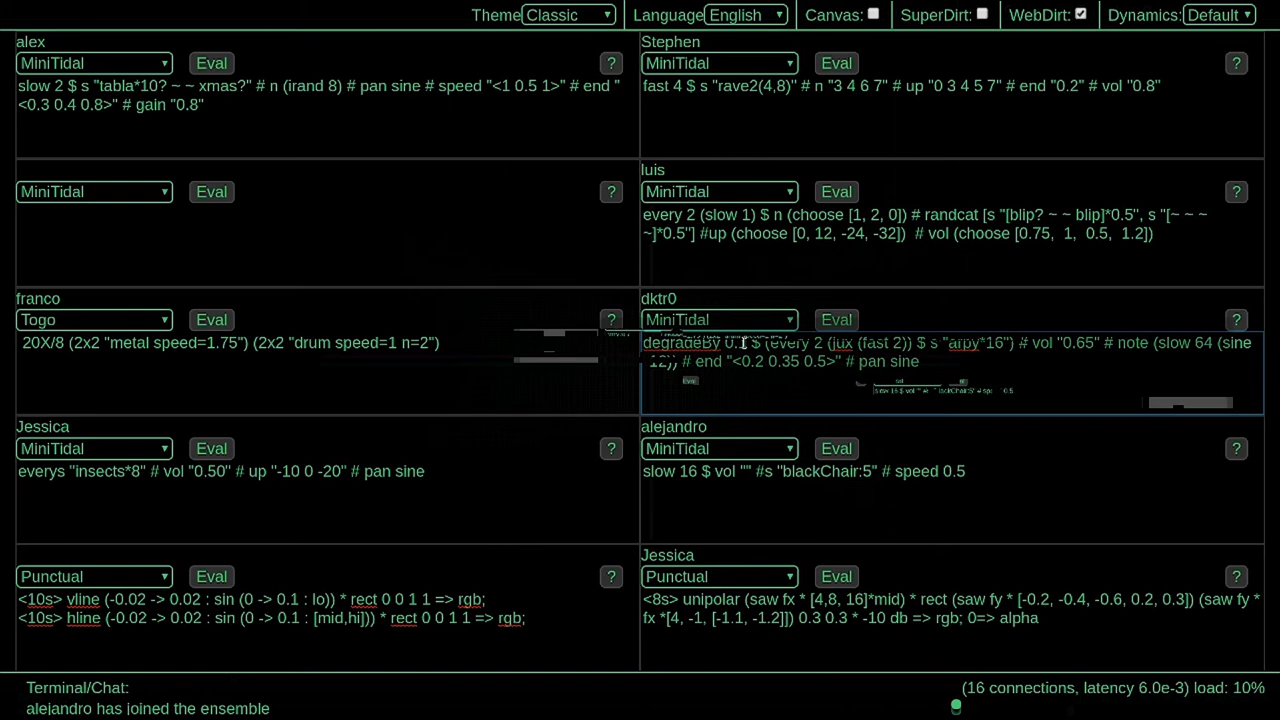 Theme Classic Language English Canvas: SuperDirt: WebDirt: Dynamics: Default
alex
MiniTidal Eval ?
slow 2 $ s "tabla*10? ~ ~ xmas?" # n (irand 8) # pan sine # speed "<1 0.5 1>" # end "
<0.3 0.4 0.8>" # gain "0.8"
Stephen
MiniTidal Eval ?
fast 4 $ s "rave2(4,8)" # n "3 4 6 7" # up "0 3 4 5 7" # end "0.2" # vol "0.8"
MiniTidal Eval ?
luis
MiniTidal Eval ?
every 2 (slow 1) $ n (choose [1, 2, 0]) # randcat [s "[blip? ~ ~ blip]*0.5", s "[~ ~ ~
~]*0.5"] #up (choose [0, 12, -24, -32]) # vol (choose [0.75, 1, 0.5, 1.2])
franco
Togo Eval ?
20X/8 (2x2 "metal speed=1.75") (2x2 "drum speed=1 n=2")
dktr0
MiniTidal Eval ?
degradeBy $ (every 2 (jux (fast 2)) $ s "arpy*16") # vol "0.65" # note (slow 64 (sine
12)) # end "<0.2 0.35 0.5>" # pan sine
Jessica
MiniTidal Eval ?
everys "insects*8" # vol "0.50" # up "-10 0 -20" # pan sine
alejandro
MiniTidal Eval ?
slow 16 $ vol "" #s "blackChair:5" # speed 0.5
Punctual Eval ?
<10s> vline (-0.02 -> 0.02 : sin (0 -> 0.1 : lo)) * rect 0 0 1 1 => rgb;
<10s> hline (-0.02 -> 0.02 : sin (0 -> 0.1 : [mid,hi])) * rect 0 0 1 1 => rgb;
Jessica
Punctual Eval ?
<8s> unipolar (saw fx * [4,8, 16]*mid) * rect (saw fy * [-0.2, -0.4, -0.6, 0.2, 0.3]) (saw fy *
fx *[4, -1, [-1.1, -1.2]]) 0.3 0.3 * -10 db => rgb; 0=> alpha
Terminal/Chat: (16 connections, latency 6.0e-3) load: 10%
alejandro has joined the ensemble